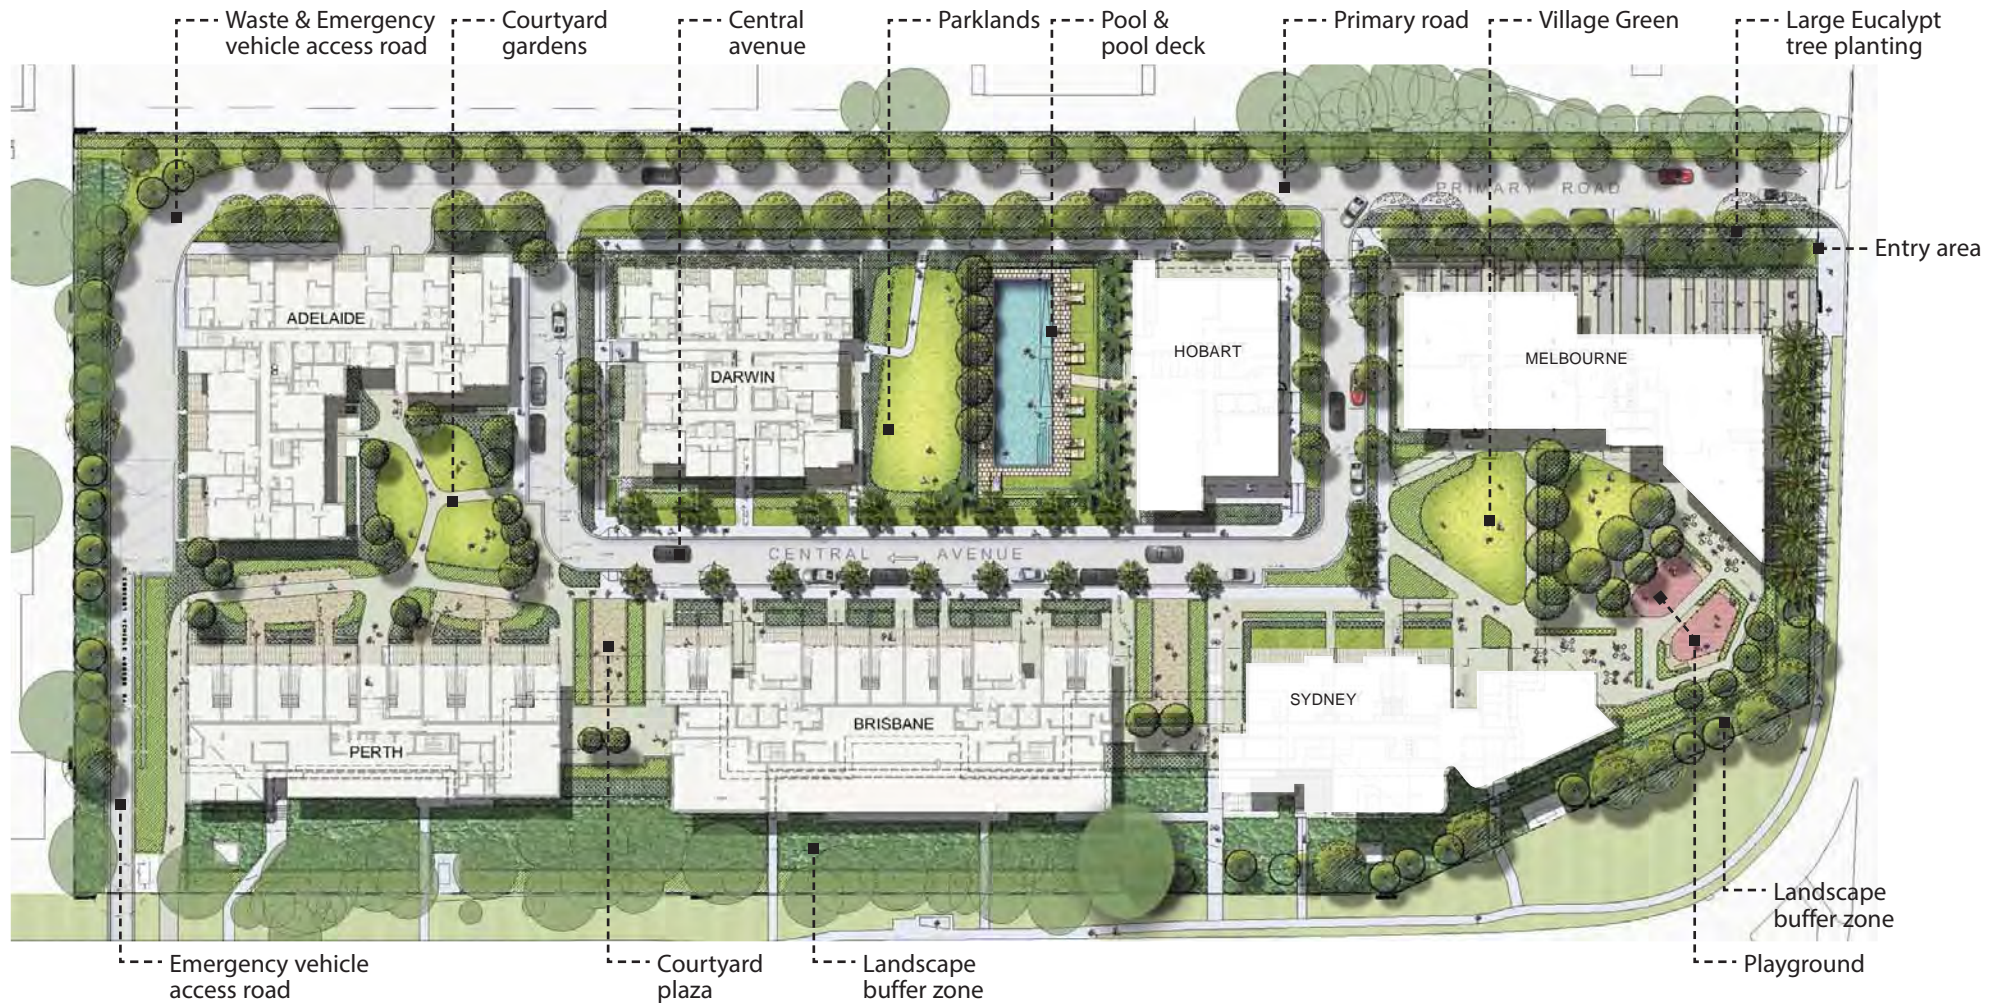 Waste & Emergency
vehicle access road
Courtyard
gardens
Central
avenue
Parklands
Pool &
pool deck
Primary road
Village Green
Large Eucalypt
tree planting
PRIMARY ROAD
Entry area
ADELAIDE
DARWIN
HOBART
MELBOURNE
CENTRAL AVENUE
PERTH
BRISBANE
SYDNEY
Landscape
buffer zone
Emergency vehicle
access road
Courtyard
plaza
Landscape
buffer zone
Playground